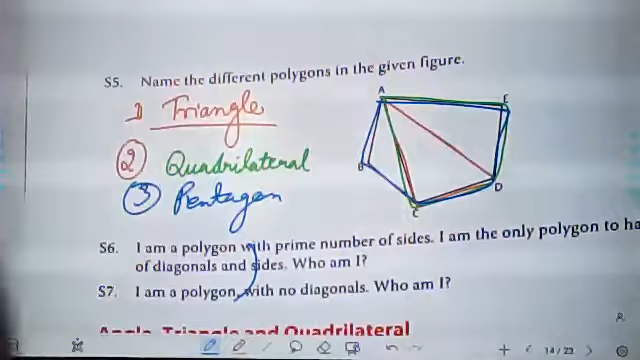 S5. Name the different polygons in the given figure.
1) Triangle
2 Quadrilateral
3 Pentagon
A
E
B
D
C
S6. I am a polygon with prime number of sides. I am the only polygon to ha
of diagonals and sides. Who am I?
S7. I am a polygon, with no diagonals. Who am I?
Angle, Triangle and Quadrilateral
14/23